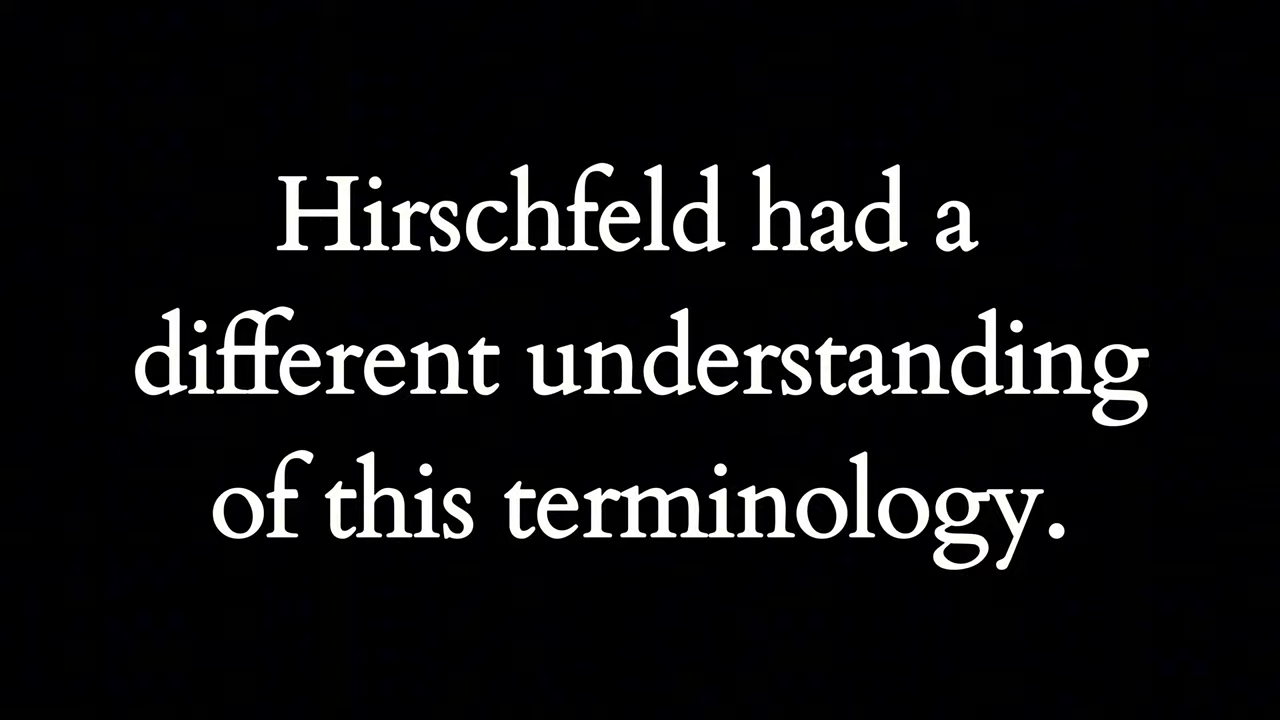 Hirschfeld had a
different understanding
of this terminology.